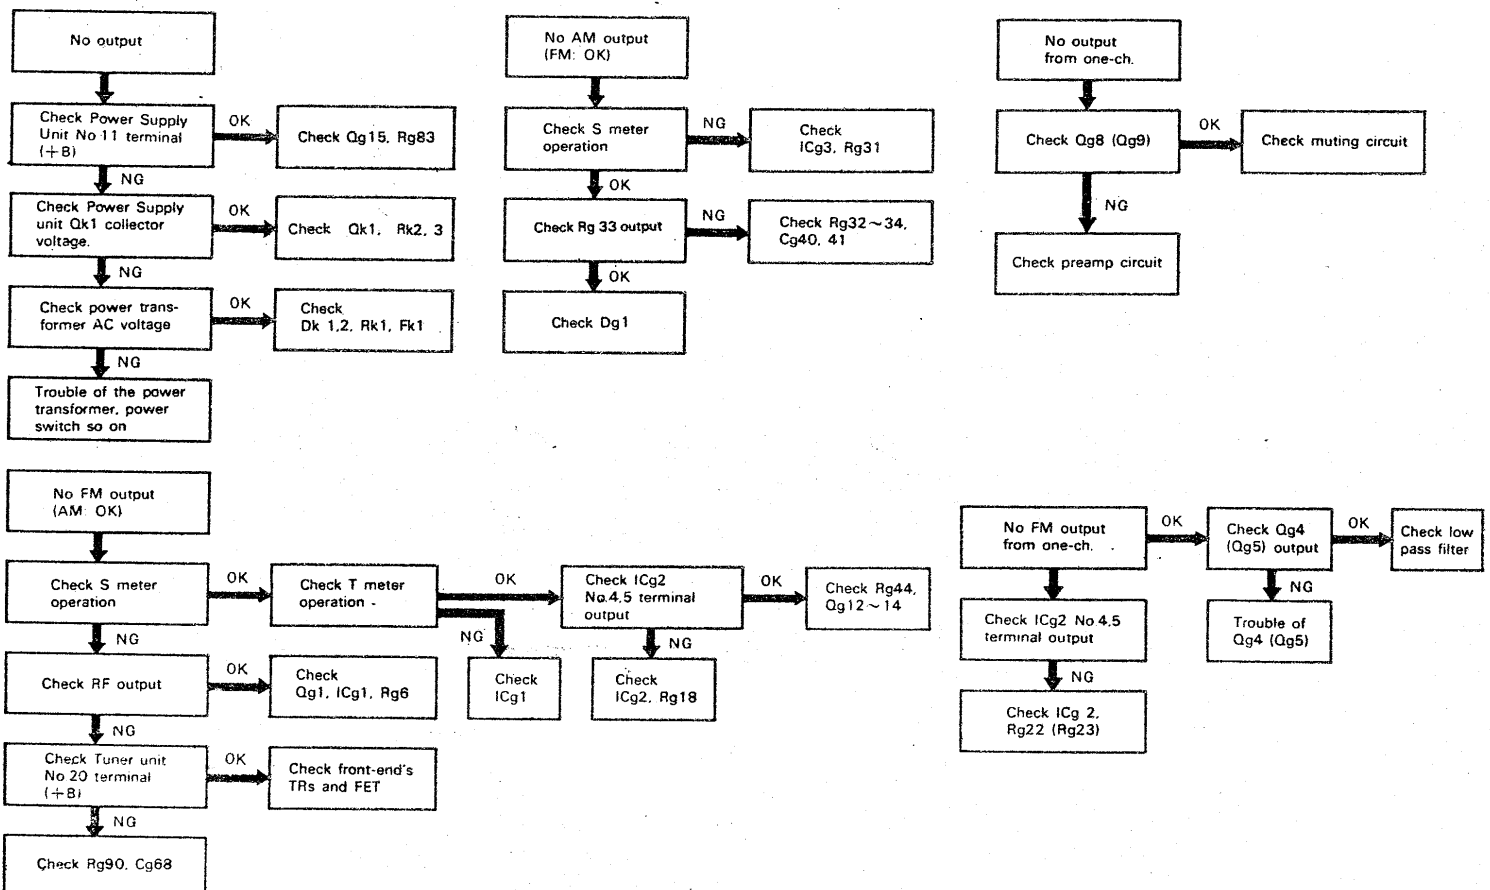 No output
Check Power Supply
Unit No 11 terminal
(+B)
OK
Check Qg15, Rg83
NG
Check Power Supply
unit Qk1 collector
voltage.
OK
Check Qk1, Rk2, 3
NG
Check power trans-
former AC voltage
OK
Check
Dk 1,2, Rk1, Fk1
NG
Trouble of the power
transformer, power
switch so on
No AM output
(FM: OK)
Check S meter
operation
NG
Check
ICg3, Rg31
OK
Check Rg 33 output
NG
Check Rg32~34,
Cg40, 41
OK
Check Dg1
No output
from one-ch.
Check Qg8 (Qg9)
OK
Check muting circuit
NG
Check preamp circuit
No FM output
(AM: OK)
Check S meter
operation
OK
Check T meter
operation -
OK
Check ICg2
No.4,5 terminal
output
OK
Check Rg44,
Qg12~14
NG
Check
ICg1
NG
Check
ICg2, Rg18
NG
Check RF output
OK
Check
Qg1, ICg1, Rg6
NG
Check Tuner unit
No 20 terminal
(+B)
OK
Check front-end's
TRs and FET
NG
Check Rg90, Cg68
No FM output
from one-ch.
OK
Check Qg4
(Qg5) output
OK
Check low
pass filter
NG
Trouble of
Qg4 (Qg5)
Check ICg2 No 4,5
terminal output
NG
Check ICg 2,
Rg22 (Rg23)